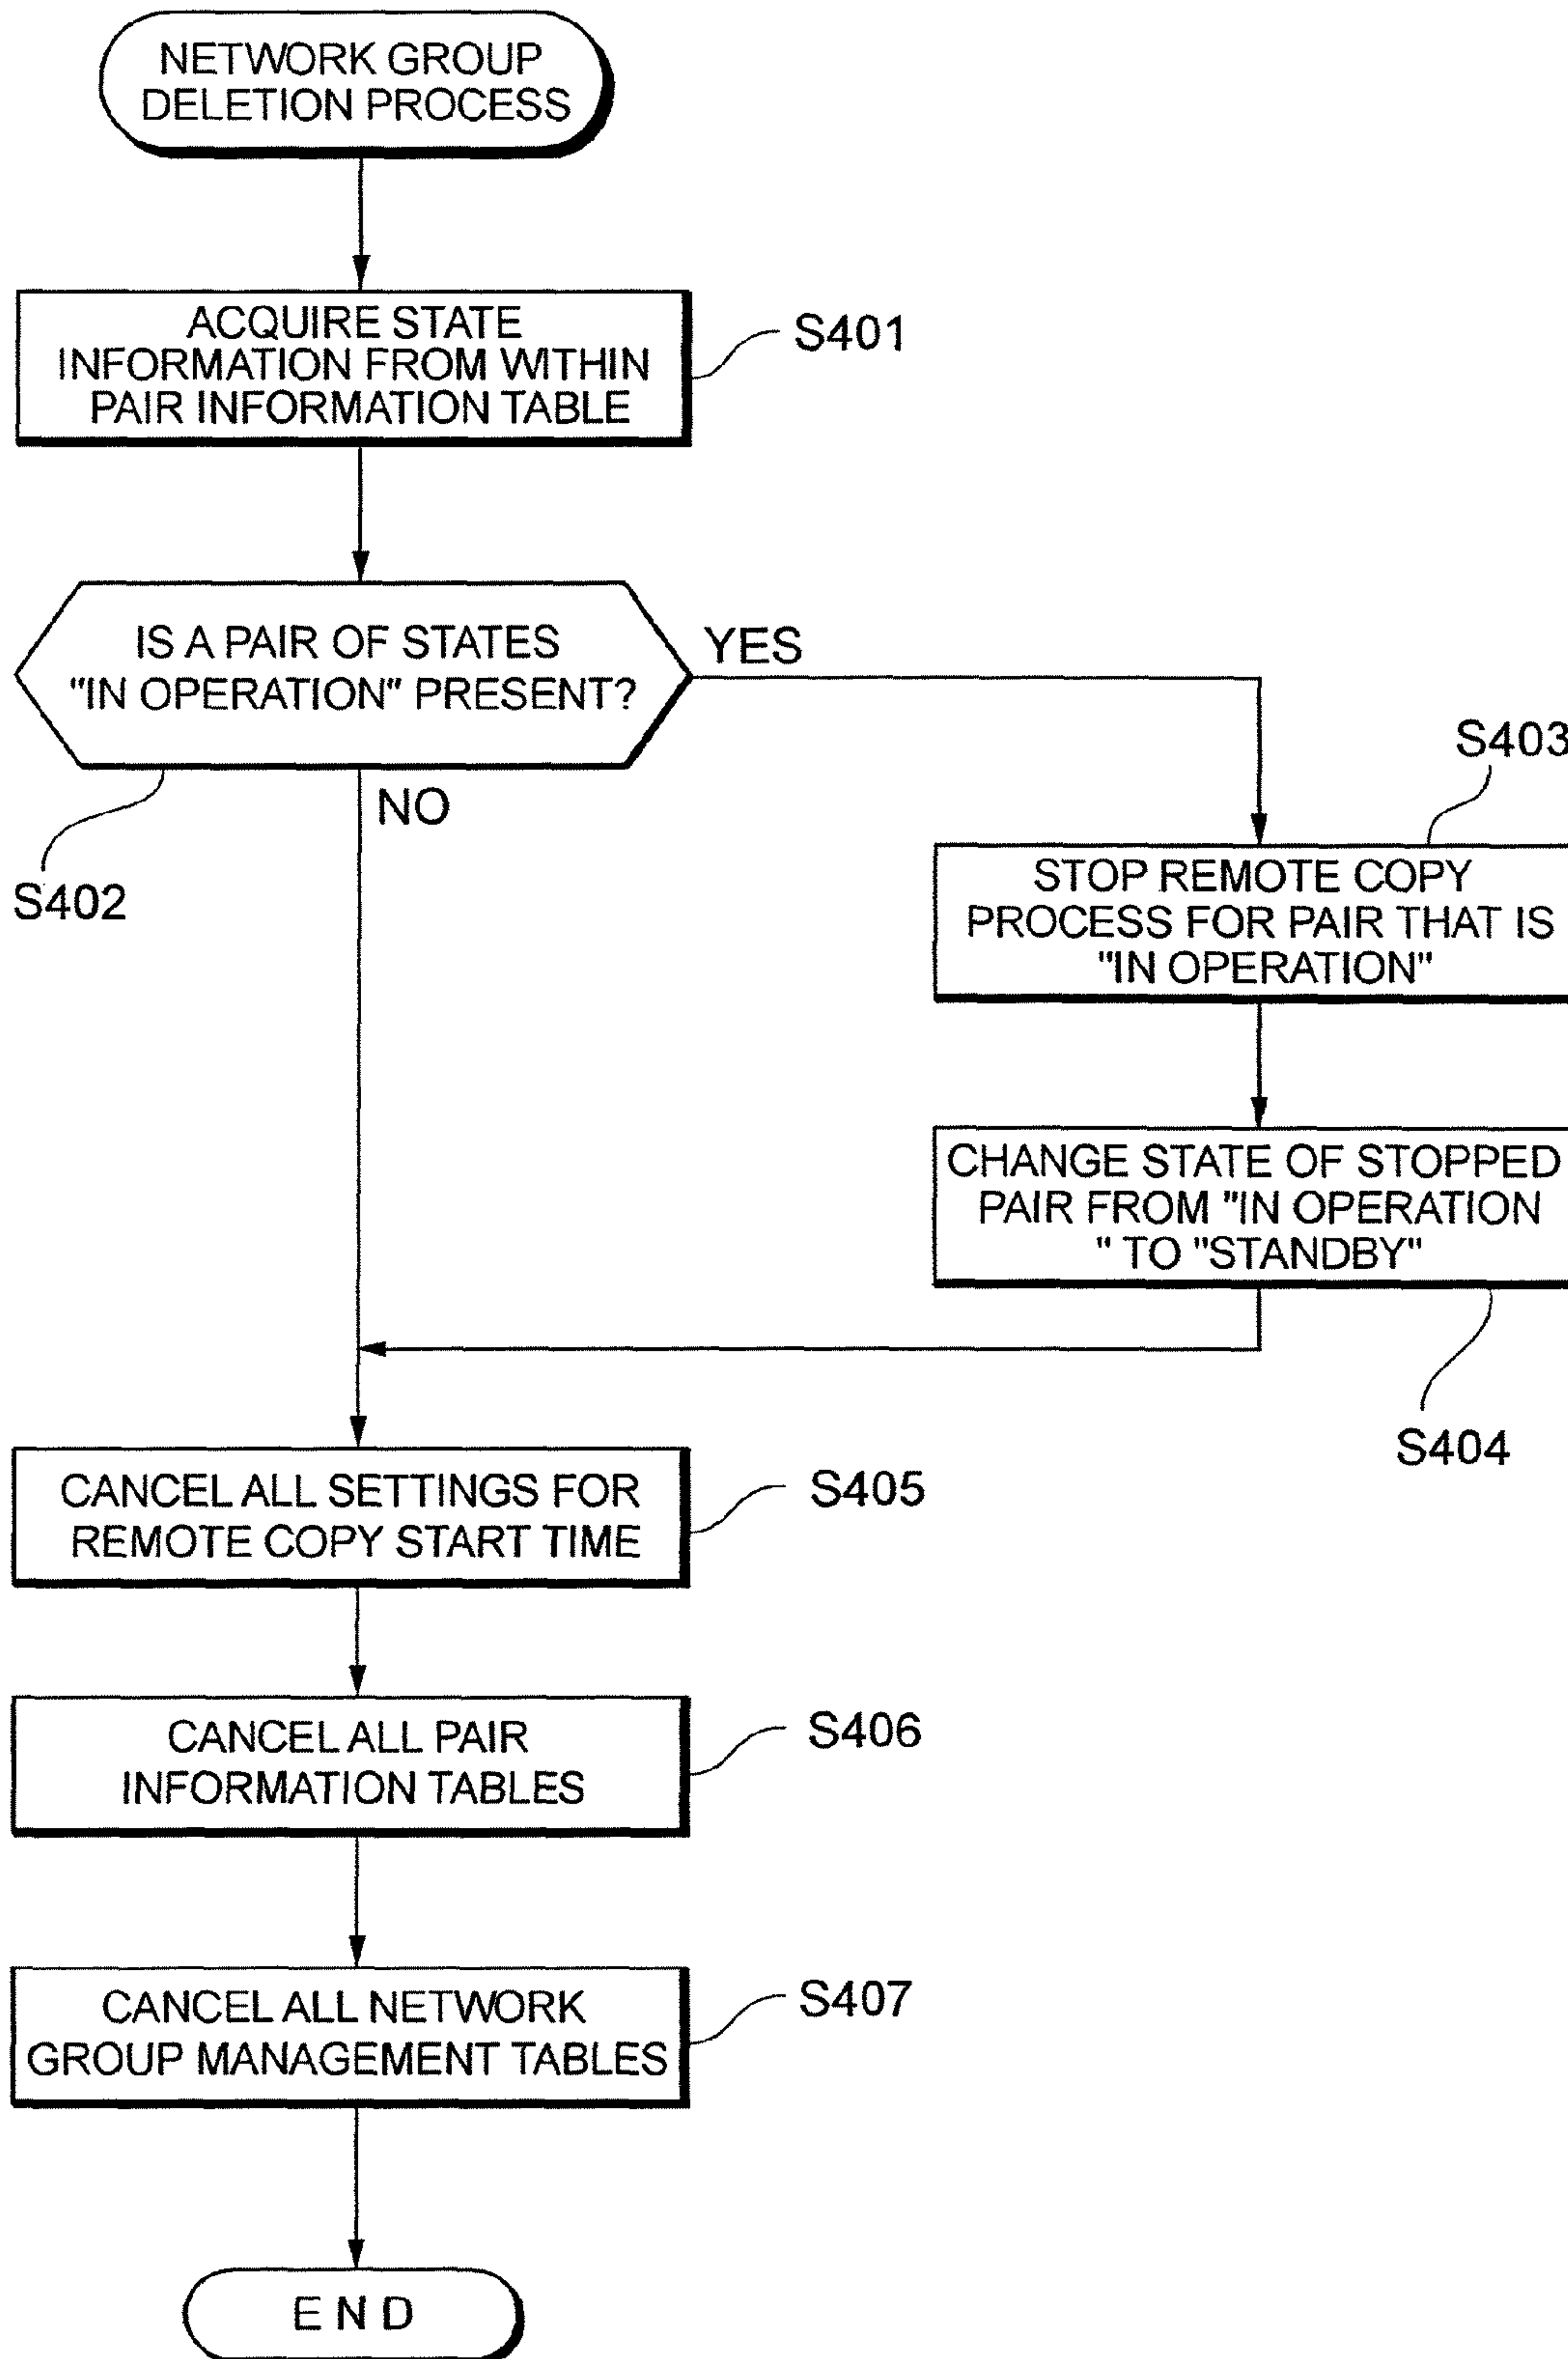 NETWORK GROUP
DELETION PROCESS
ACQUIRE STATE
INFORMATION FROM WITHIN
PAIR INFORMATION TABLE
S401
IS A PAIR OF STATES
"IN OPERATION" PRESENT?
YES
NO
S402
S403
STOP REMOTE COPY
PROCESS FOR PAIR THAT IS
"IN OPERATION"
CHANGE STATE OF STOPPED
PAIR FROM "IN OPERATION
" TO "STANDBY"
S404
CANCEL ALL SETTINGS FOR
REMOTE COPY START TIME
S405
CANCEL ALL PAIR
INFORMATION TABLES
S406
CANCEL ALL NETWORK
GROUP MANAGEMENT TABLES
S407
END